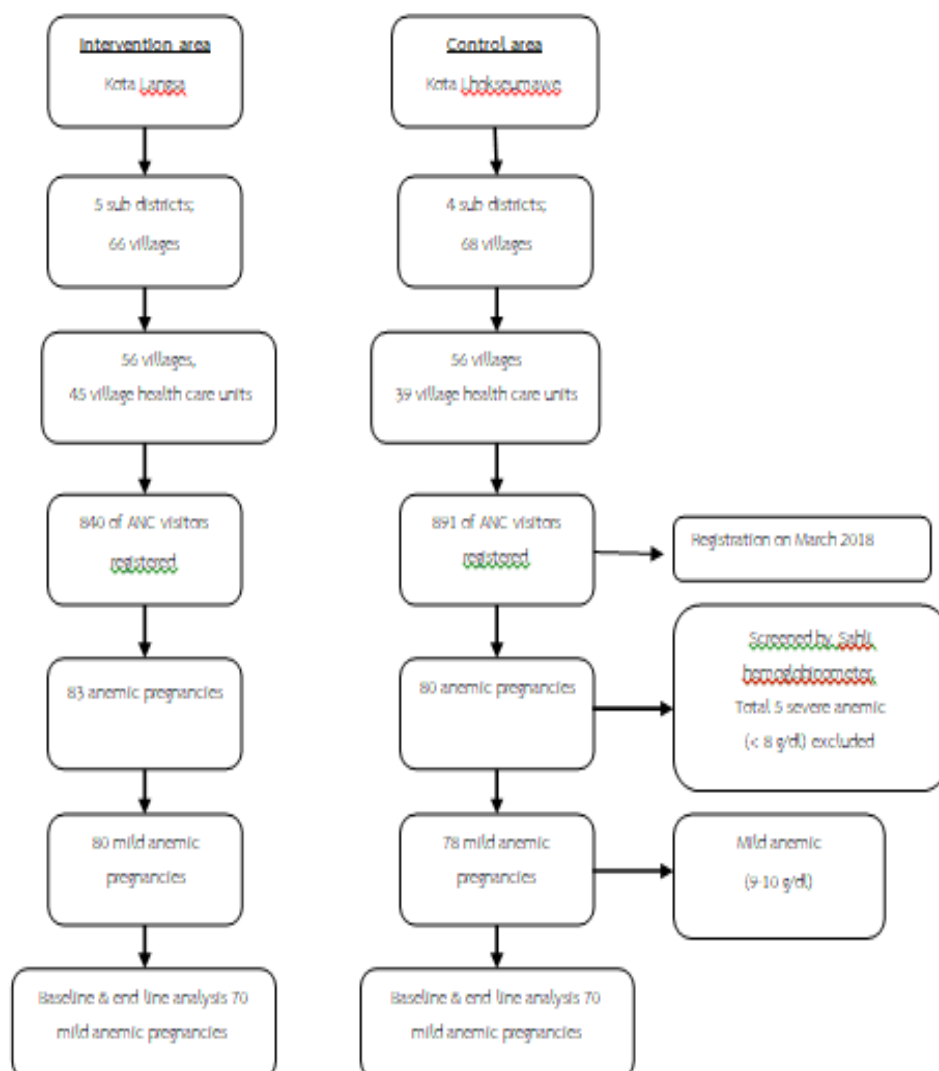 Intervention area
Kota Langsa
5 sub districts;
66 villages
56 villages,
45 village health care units
840 of ANC visitors
registered
83 anemic pregnancies
80 mild anemic
pregnancies
Baseline & end line analysis 70
mild anemic pregnancies
Control area
Kota Lhokseumawe
4 sub districts;
68 villages
56 villages
39 village health care units
891 of ANC visitors
registered
80 anemic pregnancies
78 mild anemic
pregnancies
Baseline & end line analysis 70
mild anemic pregnancies
Registration on March 2018
Screened by Sahli
hemoglobinometer,
Total 5 severe anemic
(< 8 g/dl) excluded
Mild anemic
(9-10 g/dl)